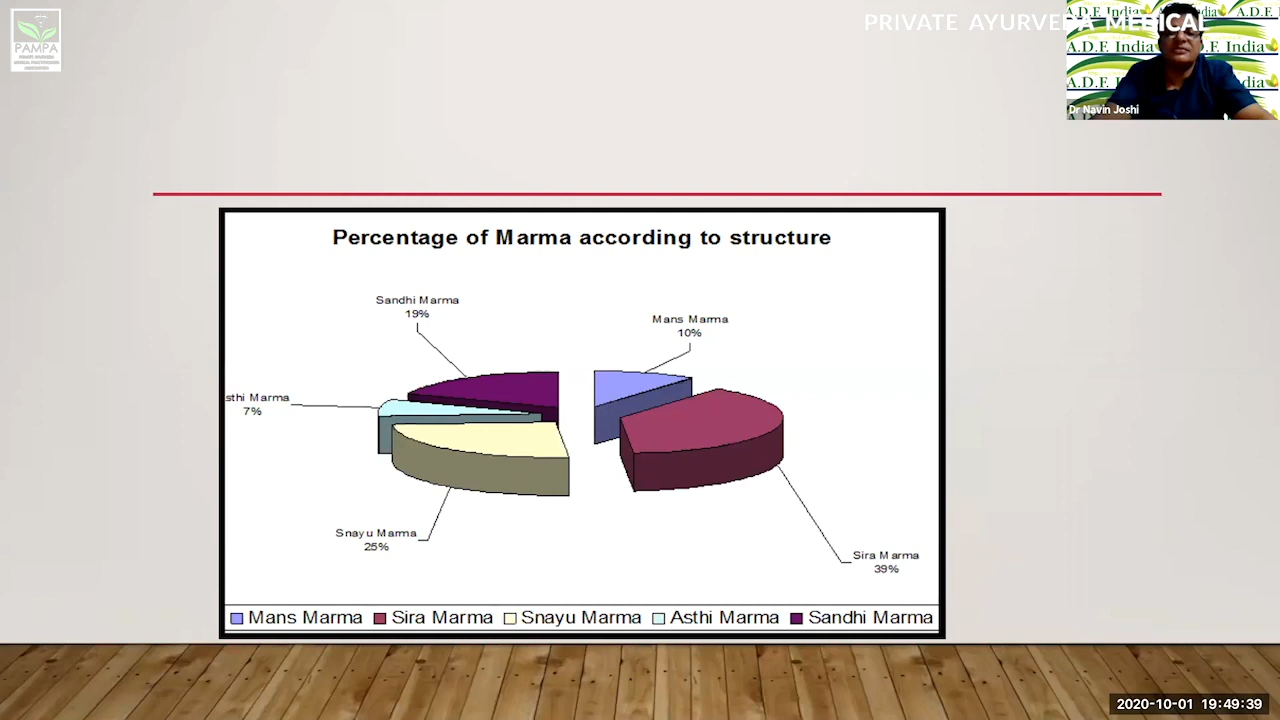 PAMPA
PRIVATE AYURVEDA MEDICAL
A.D.F. India
A.D.F.
A.D.F. India
D.F. India
A.D.F. I
dia
Dr Navin Joshi
Percentage of Marma according to structure
Sandhi Marma
19%
Mans Marma
10%
sthi Marma
7%
Snayu Marma
25%
Sira Marma
39%
Mans Marma Sira Marma Snayu Marma Asthi Marma Sandhi Marma
2020-10-01 19:49:39